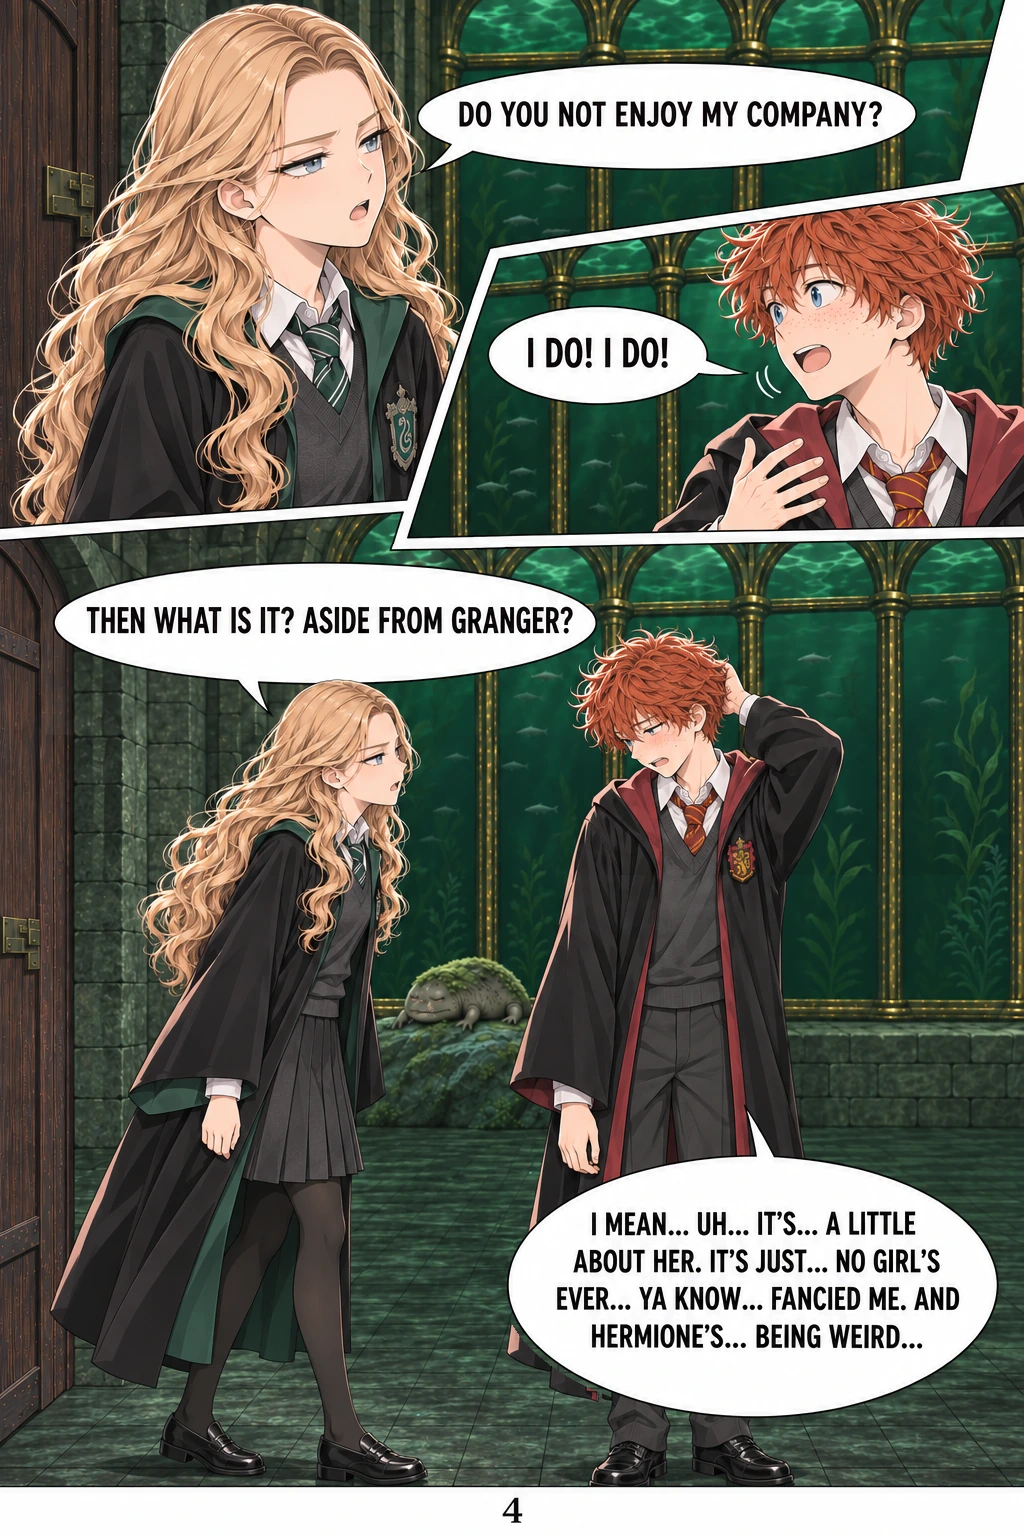 DO YOU NOT ENJOY MY COMPANY?
I DO! I DO!
THEN WHAT IS IT? ASIDE FROM GRANGER?
I MEAN... UH... IT'S... A LITTLE
ABOUT HER. IT'S JUST... NO GIRL'S
EVER... YA KNOW... FANCIED ME. AND
HERMIONE'S... BEING WEIRD...
4